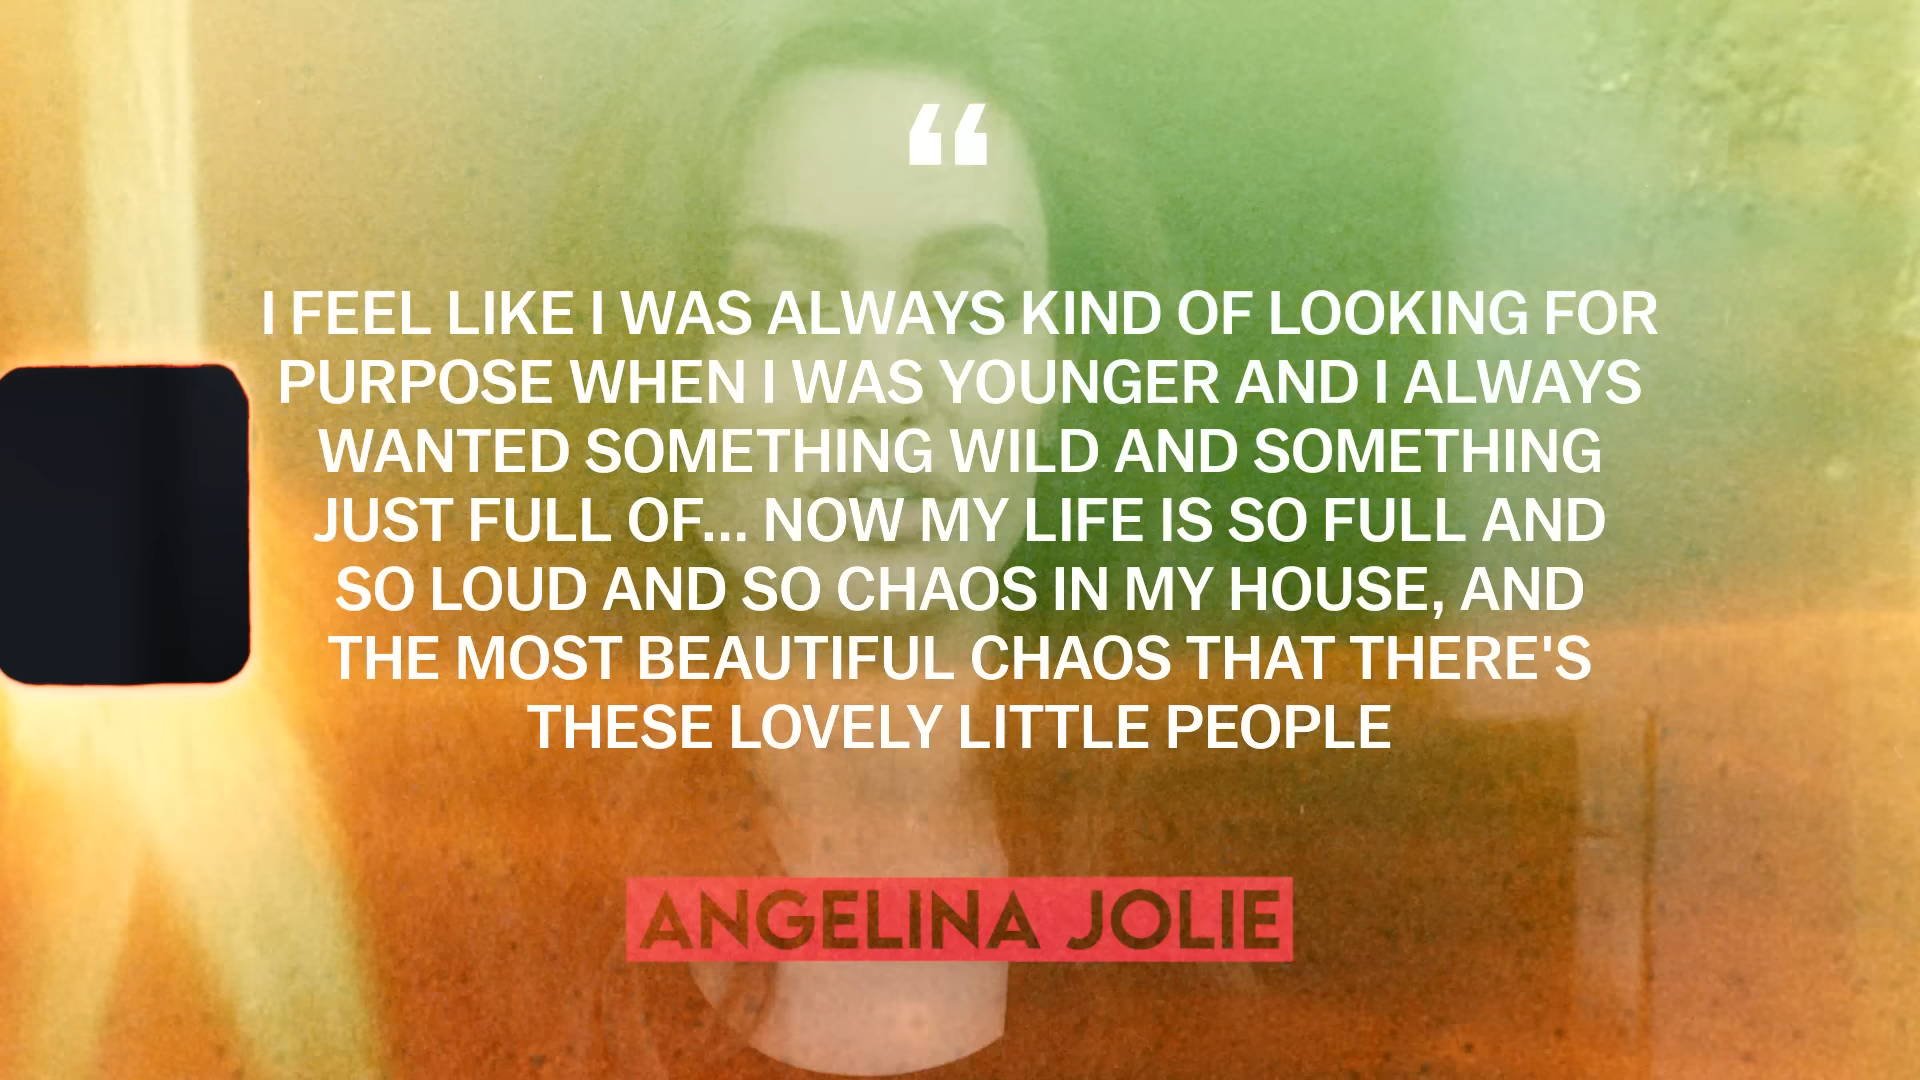 “
I FEEL LIKE I WAS ALWAYS KIND OF LOOKING FOR
PURPOSE WHEN I WAS YOUNGER AND I ALWAYS
WANTED SOMETHING WILD AND SOMETHING
JUST FULL OF... NOW MY LIFE IS SO FULL AND
SO LOUD AND SO CHAOS IN MY HOUSE, AND
THE MOST BEAUTIFUL CHAOS THAT THERE'S
THESE LOVELY LITTLE PEOPLE
ANGELINA JOLIE